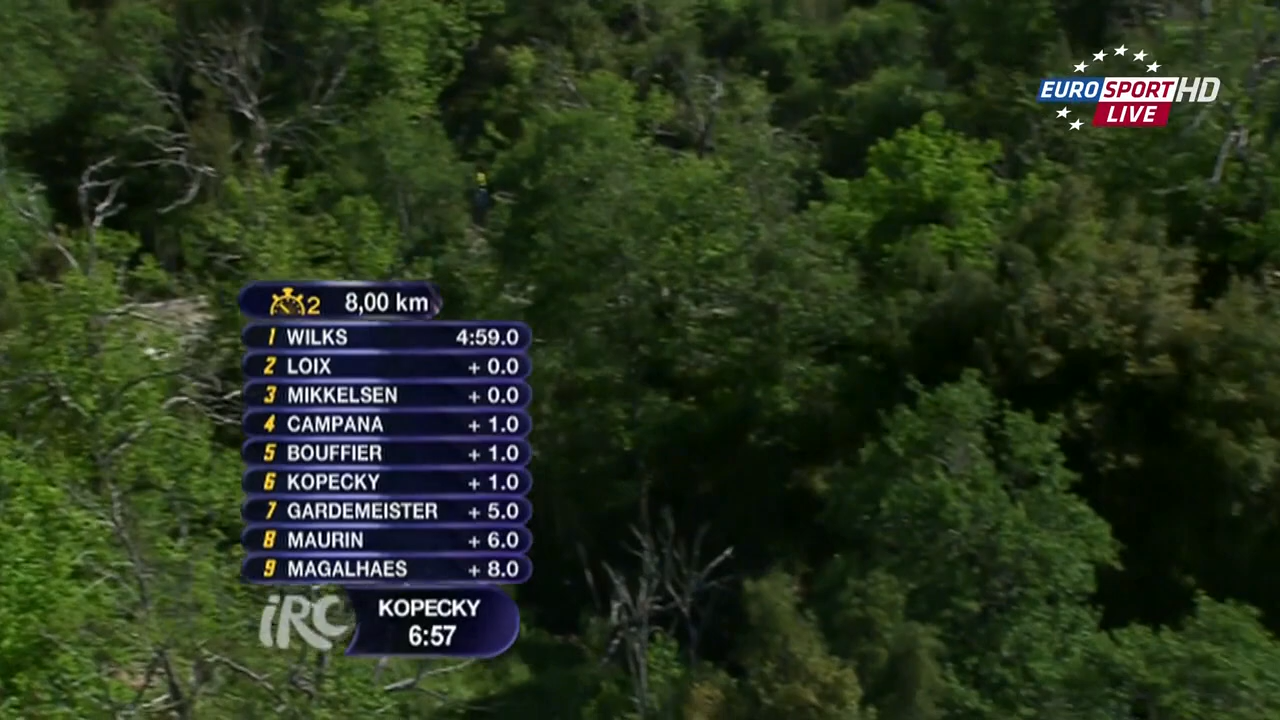 EUROSPORT HD
LIVE
2 8,00 km
1 WILKS 4:59.0
2 LOIX + 0.0
3 MIKKELSEN + 0.0
4 CAMPANA + 1.0
5 BOUFFIER + 1.0
6 KOPECKY + 1.0
7 GARDEMEISTER + 5.0
8 MAURIN + 6.0
9 MAGALHAES + 8.0
iRC
KOPECKY
6:57